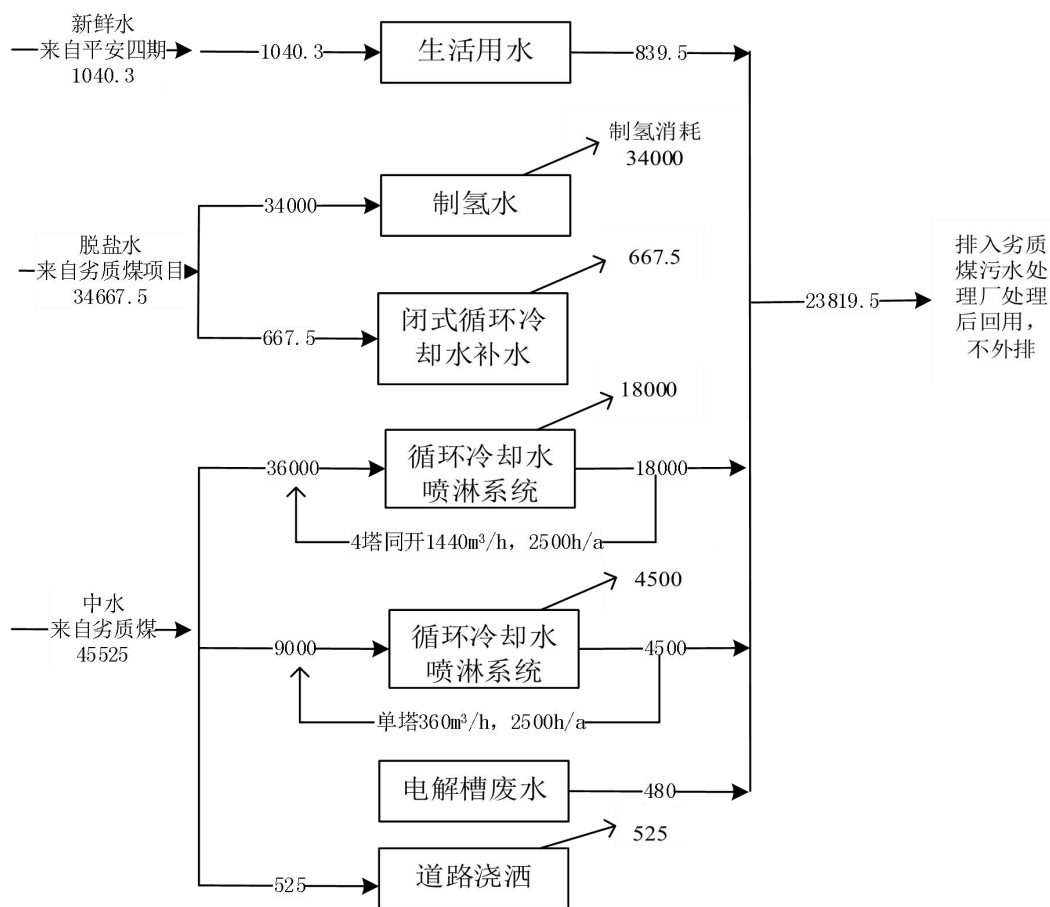 新鲜水
来自平安四期
1040.3
1040.3
生活用水
839.5
制氢消耗
34000
34000
制氢水
脱盐水
来自劣质煤项目
34667.5
667.5
667.5
闭式循环冷
却水补水
23819.5
排入劣质
煤污水处
理厂处理
后回用，
不外排
18000
36000
循环冷却水
喷淋系统
18000
4塔同开1440m³/h, 2500h/a
4500
中水
来自劣质煤
45525
9000
循环冷却水
喷淋系统
4500
单塔360m³/h, 2500h/a
电解槽废水
480
525
525
道路浇洒